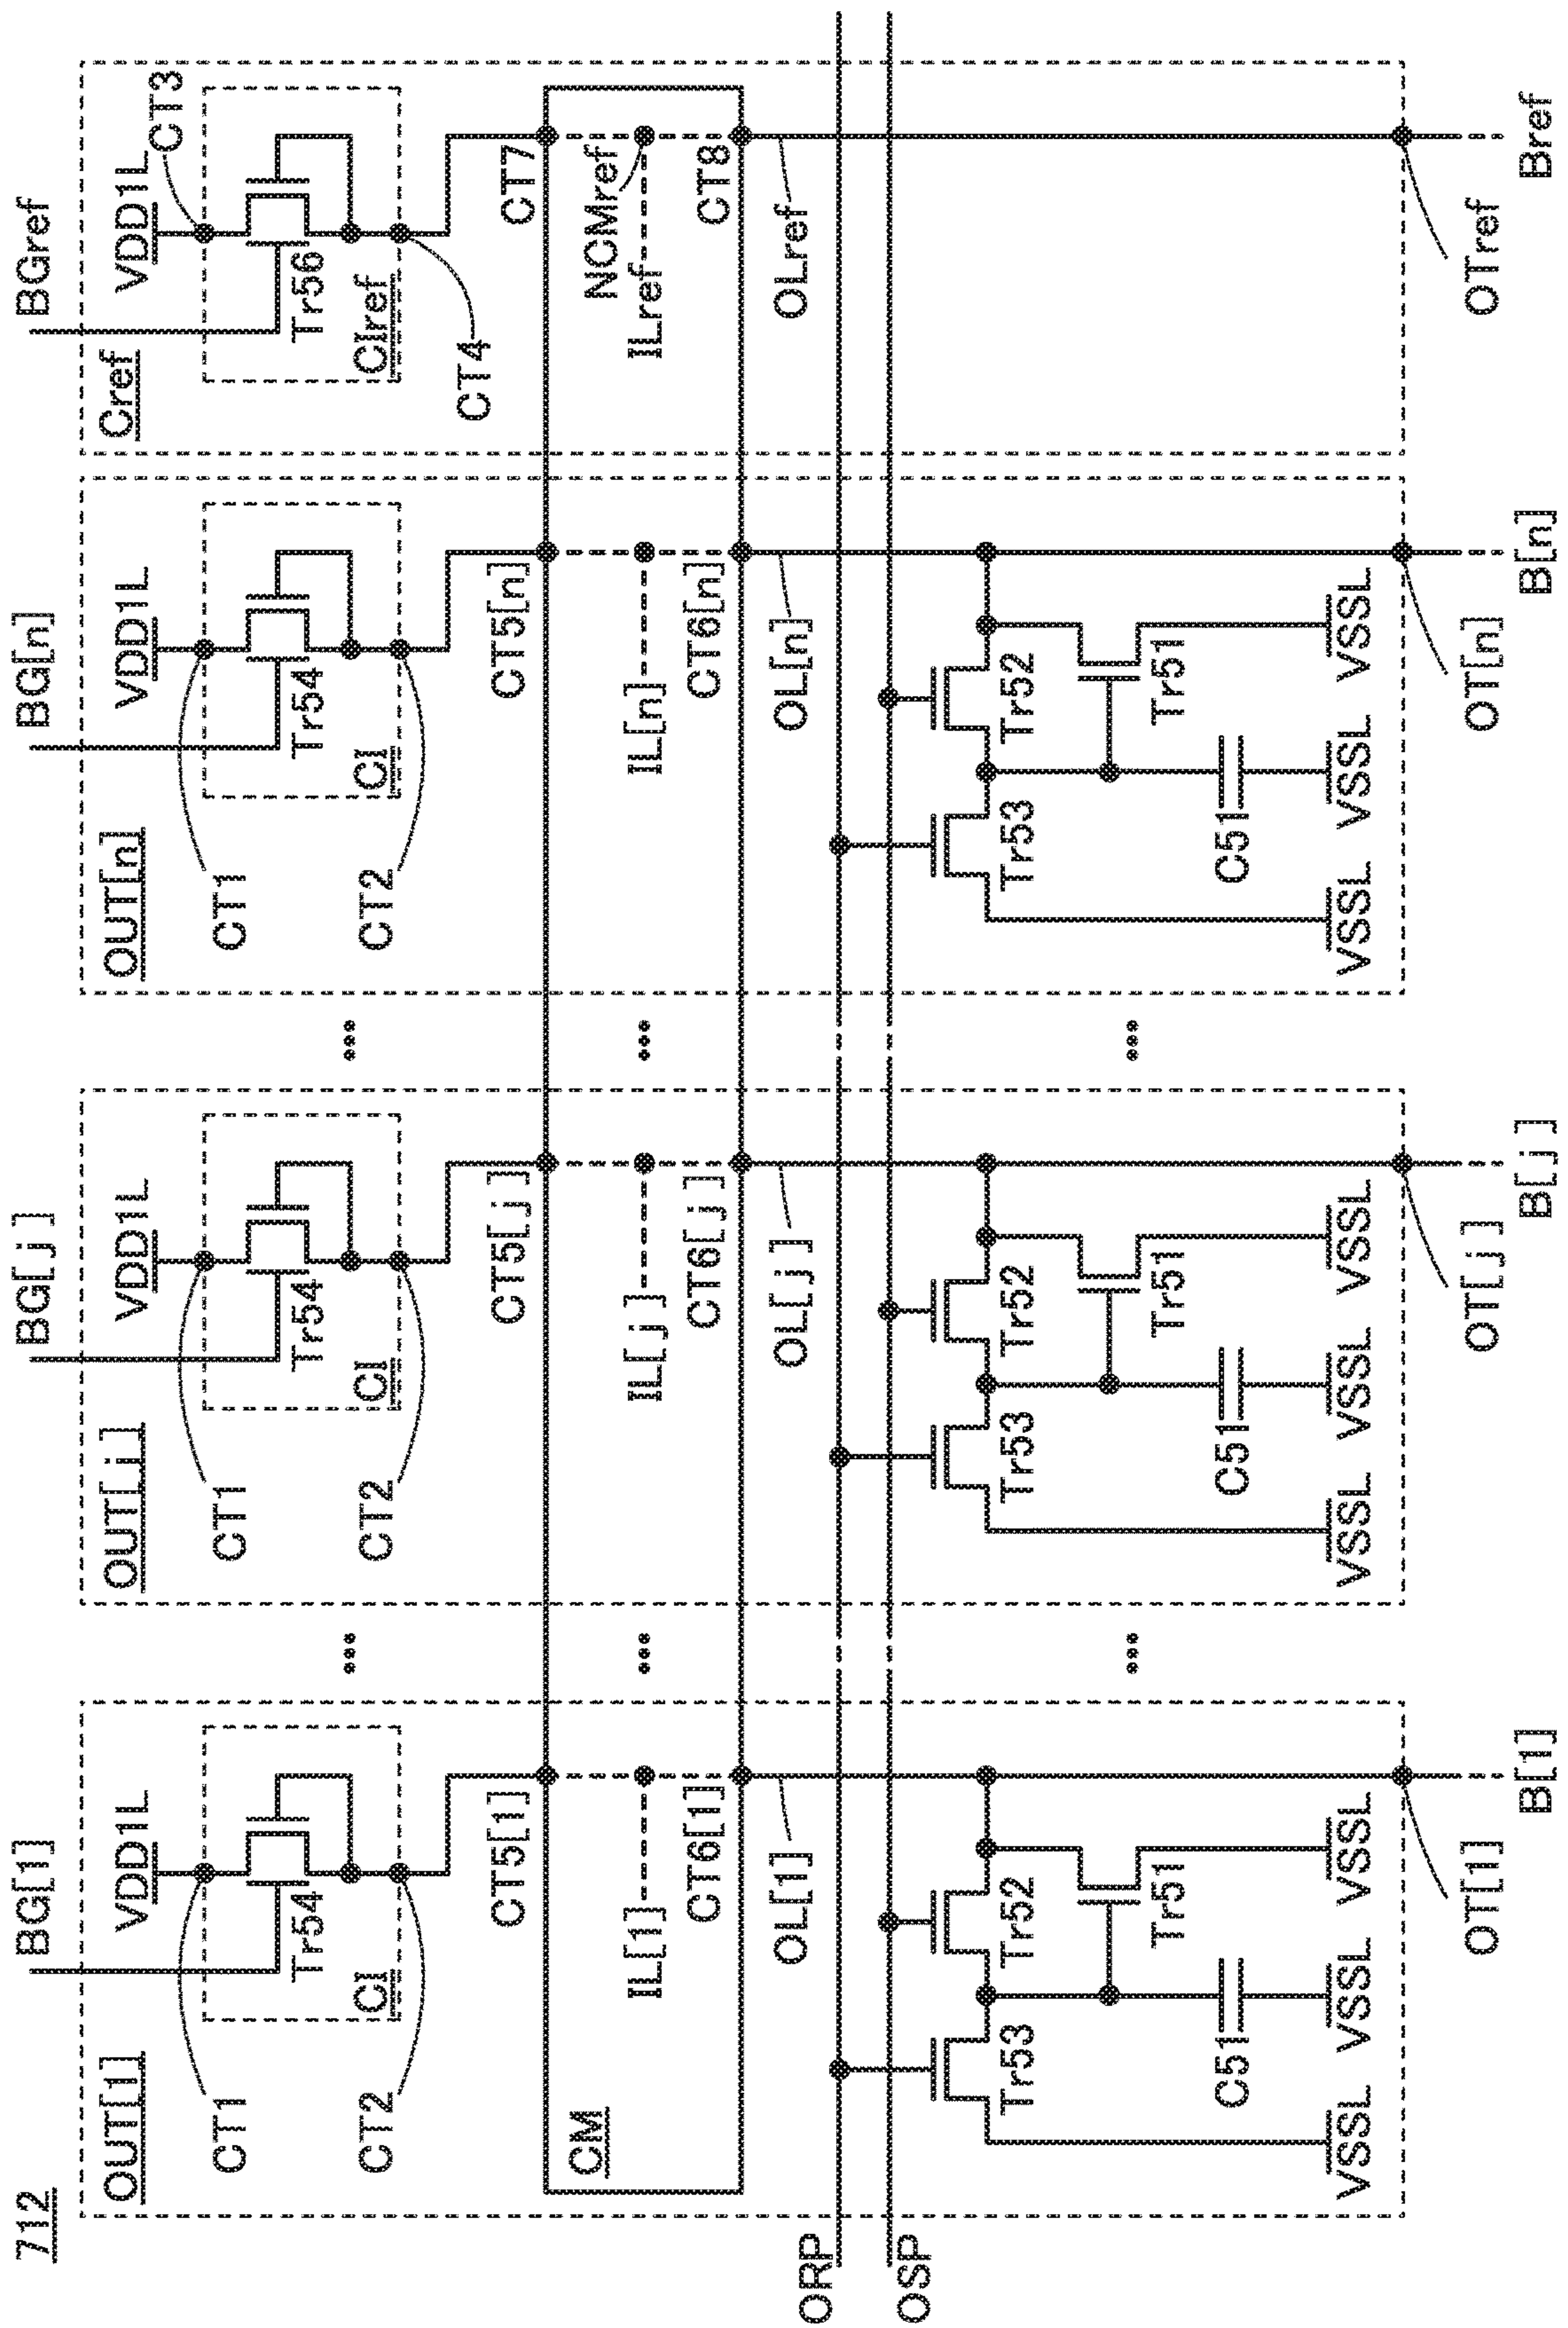 712 BG[1] BG[j] BG[n] BGref
OUT[1] VDD1L OUT[j] VDD1L OUT[n] VDD1L Cref VDD1L
CT3
CT1 CT1 CT1
Tr54 Tr54 Tr54 Tr56
CT2 CI ... CT2 CI ... CT2 CI CIref
CT4
CT5[1] CT5[j] CT5[n] CT7
CM NCMref
IL[1] ... IL[j] ... IL[n] ILref
CT6[1] CT6[j] CT6[n] CT8
OL[1] OL[j] OL[n] OLref
ORP
OSP
Tr53 Tr52 Tr53 Tr52 Tr53 Tr52
Tr51 ... Tr51 ... Tr51
C51 C51 C51
VSSL VSSL VSSL VSSL VSSL VSSL VSSL VSSL VSSL
OT[1] OT[j] OT[n] OTref
B[1] B[j] B[n] Bref